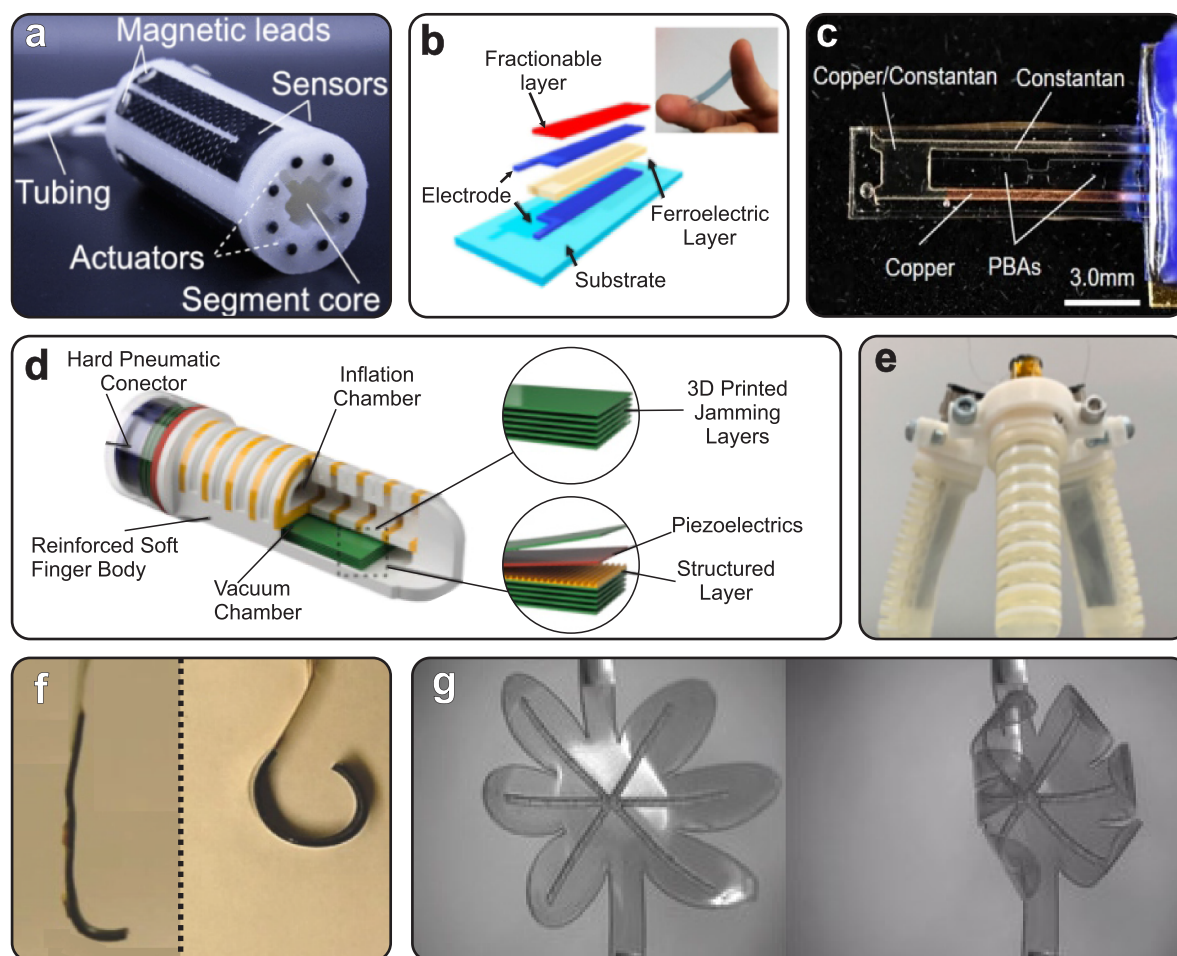 a
Magnetic leads
Sensors
Tubing
Actuators
Segment core
b
Fractionable
layer
Electrode
Ferroelectric
Layer
Substrate
c
Copper/Constantan
Constantan
Copper
PBAs
3.0mm
d
Hard Pneumatic
Conector
Inflation
Chamber
3D Printed
Jamming
Layers
Reinforced Soft
Finger Body
Vacuum
Chamber
Piezoelectrics
Structured
Layer
e
f
g